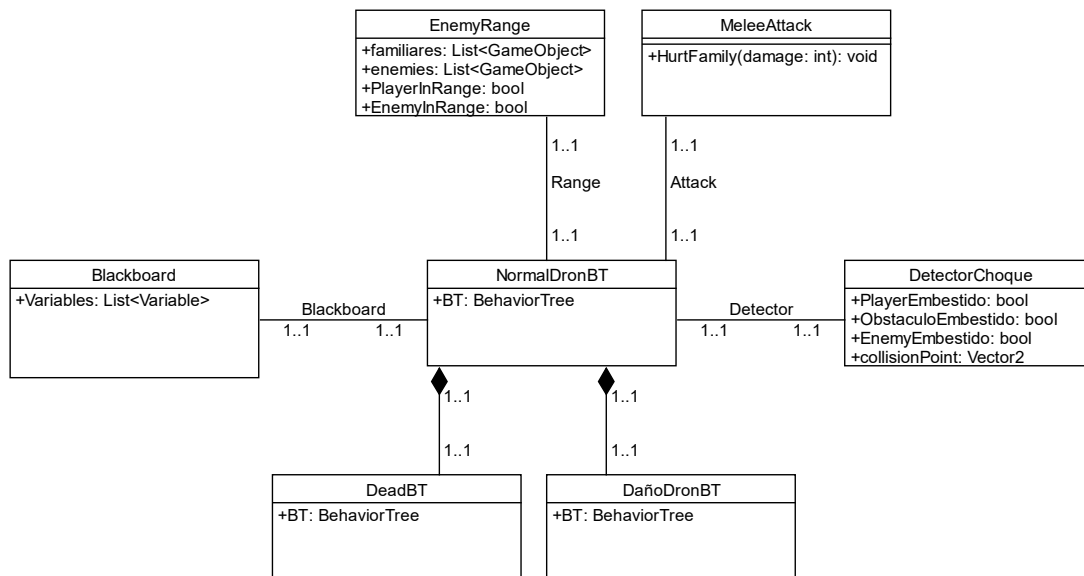 EnemyRange
+familiares: List<GameObject>
+enemies: List<GameObject>
+PlayerInRange: bool
+EnemyInRange: bool
MeleeAttack
+HurtFamily(damage: int): void
1..1
Range
1..1
1..1
Attack
1..1
Blackboard
+Variables: List<Variable>
Blackboard
1..1
1..1
NormalDronBT
+BT: BehaviorTree
Detector
1..1
1..1
DetectorChoque
+PlayerEmbestido: bool
+ObstaculoEmbestido: bool
+EnemyEmbestido: bool
+collisionPoint: Vector2
1..1
1..1
1..1
1..1
DeadBT
+BT: BehaviorTree
DañoDronBT
+BT: BehaviorTree